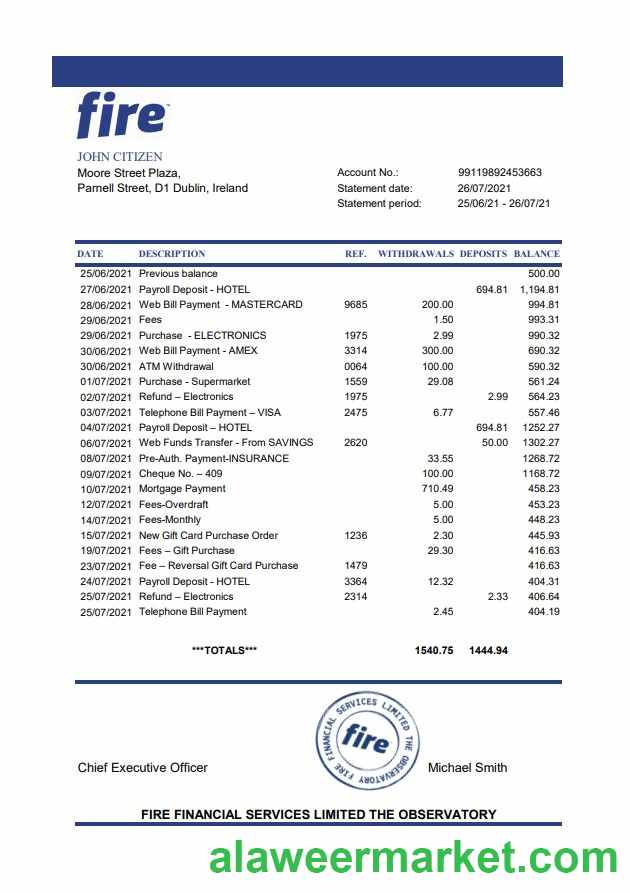 fire™
JOHN CITIZEN
Moore Street Plaza,
Parnell Street, D1 Dublin, Ireland
Account No.: 99119892453663
Statement date: 26/07/2021
Statement period: 25/06/21 - 26/07/21
DATE DESCRIPTION REF. WITHDRAWALS DEPOSITS BALANCE
25/06/2021 Previous balance 500.00
27/06/2021 Payroll Deposit - HOTEL 694.81 1,194.81
28/06/2021 Web Bill Payment - MASTERCARD 9685 200.00 994.81
29/06/2021 Fees 1.50 993.31
29/06/2021 Purchase - ELECTRONICS 1975 2.99 990.32
30/06/2021 Web Bill Payment - AMEX 3314 300.00 690.32
30/06/2021 ATM Withdrawal 0064 100.00 590.32
01/07/2021 Purchase - Supermarket 1559 29.08 561.24
02/07/2021 Refund – Electronics 1975 2.99 564.23
03/07/2021 Telephone Bill Payment – VISA 2475 6.77 557.46
04/07/2021 Payroll Deposit – HOTEL 694.81 1252.27
06/07/2021 Web Funds Transfer - From SAVINGS 2620 50.00 1302.27
08/07/2021 Pre-Auth. Payment-INSURANCE 33.55 1268.72
09/07/2021 Cheque No. – 409 100.00 1168.72
10/07/2021 Mortgage Payment 710.49 458.23
12/07/2021 Fees-Overdraft 5.00 453.23
14/07/2021 Fees-Monthly 5.00 448.23
15/07/2021 New Gift Card Purchase Order 1236 2.30 445.93
19/07/2021 Fees – Gift Purchase 29.30 416.63
23/07/2021 Fee – Reversal Gift Card Purchase 1479 416.63
24/07/2021 Payroll Deposit - HOTEL 3364 12.32 404.31
25/07/2021 Refund – Electronics 2314 2.33 406.64
25/07/2021 Telephone Bill Payment 2.45 404.19
***TOTALS*** 1540.75 1444.94
FIRE FINANCIAL SERVICES LIMITED THE OBSERVATORY
fire
Chief Executive Officer Michael Smith
FIRE FINANCIAL SERVICES LIMITED THE OBSERVATORY
alaweermarket.com